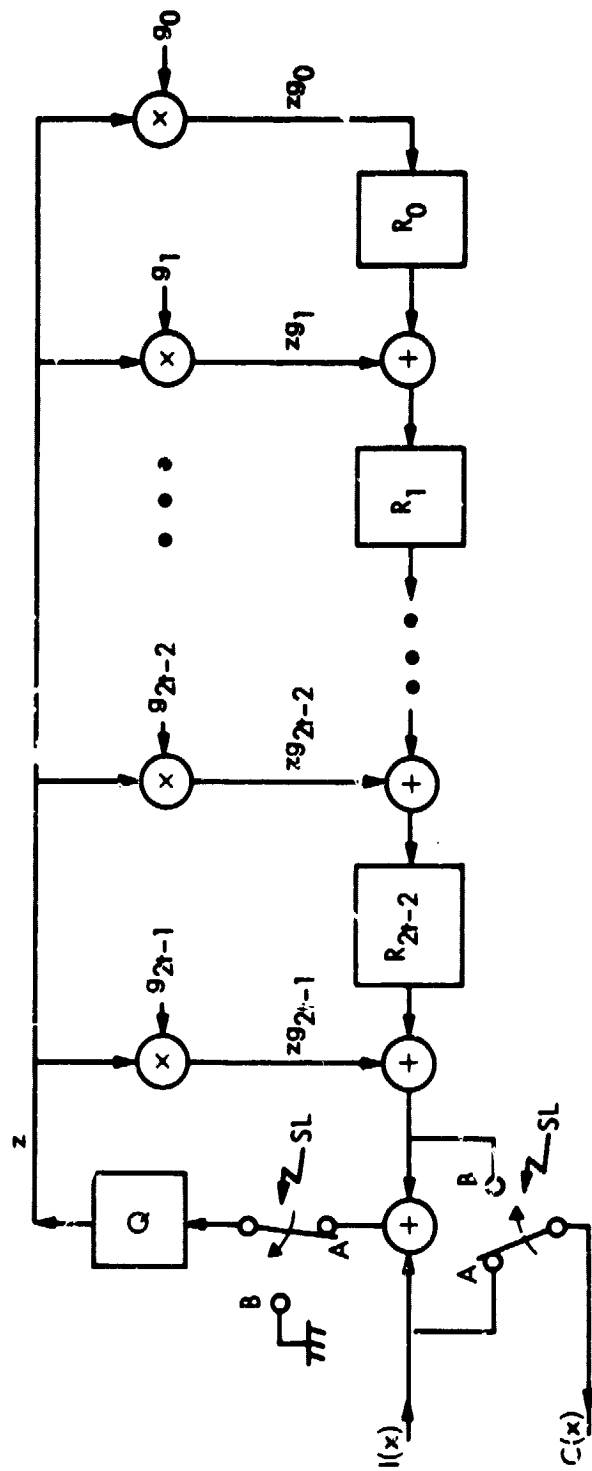 z
g2t-1
g2t-2
g1
g0
×
×
×
×
zg2t-1
zg2t-2
zg1
zg0
Q
B
A
SL
R2t-2
R1
R0
+
+
+
+
I(x)
A
B
SL
C(x)